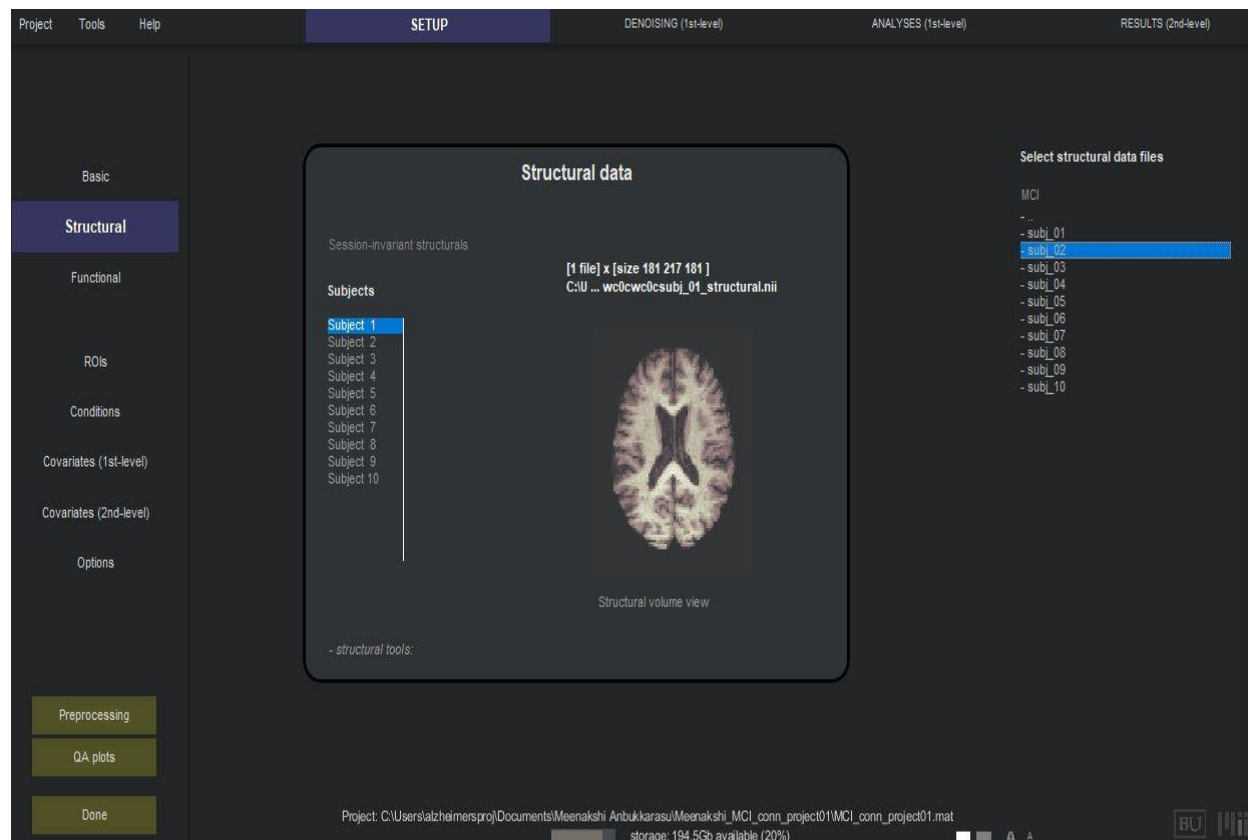 Project Tools Help SETUP DENOISING (1st-level) ANALYSES (1st-level) RESULTS (2nd-level)
Basic
Structural
Functional
ROIs
Conditions
Covariates (1st-level)
Covariates (2nd-level)
Options
Preprocessing
QA plots
Done
Structural data
Session-invariant structurals
Subjects
Subject 1
Subject 2
Subject 3
Subject 4
Subject 5
Subject 6
Subject 7
Subject 8
Subject 9
Subject 10
[1 file] x [size 181 217 181 ]
C:\U ... wc0cwc0csubj_01_structural.nii
Structural volume view
- structural tools:
Select structural data files
MCI
- ..
- subj_01
- subj_02
- subj_03
- subj_04
- subj_05
- subj_06
- subj_07
- subj_08
- subj_09
- subj_10
Project: C:\Users\alzheimersproj\Documents\Meenakshi Anbukkarasu\Meenakshi_MCI_conn_project01\MCI_conn_project01.mat
storage: 194.5Gb available (20%)
A A
BU